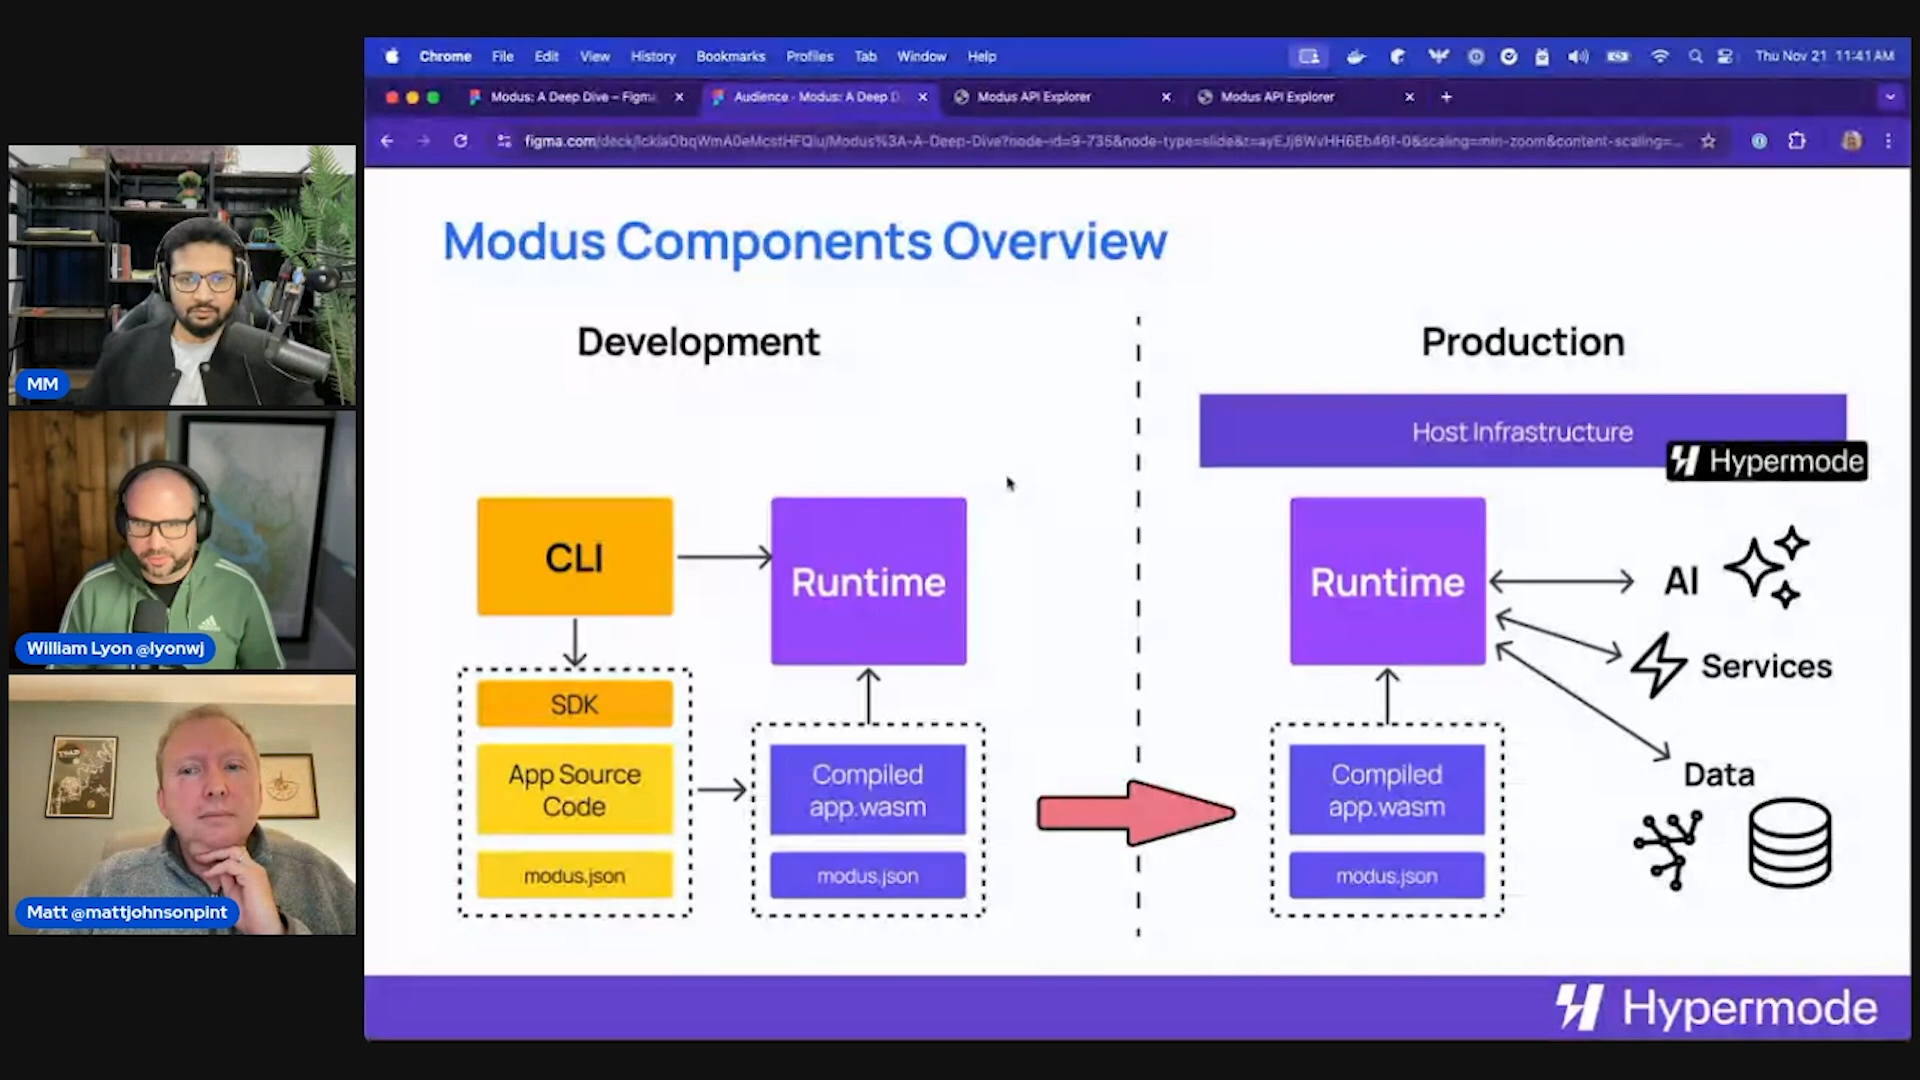 Chrome File Edit View History Bookmarks Profiles Tab Window Help Thu Nov 21 11:41 AM
Modus: A Deep Dive – Figma
Audience - Modus: A Deep D
Modus API Explorer
Modus API Explorer
Modus Components Overview
Development
Production
Host Infrastructure
Hypermode
CLI
Runtime
SDK
App Source
Code
modus.json
Compiled
app.wasm
modus.json
Runtime
AI
Services
Data
Compiled
app.wasm
modus.json
Hypermode
MM
William Lyon @lyonwj
Matt @mattjohnsonpint